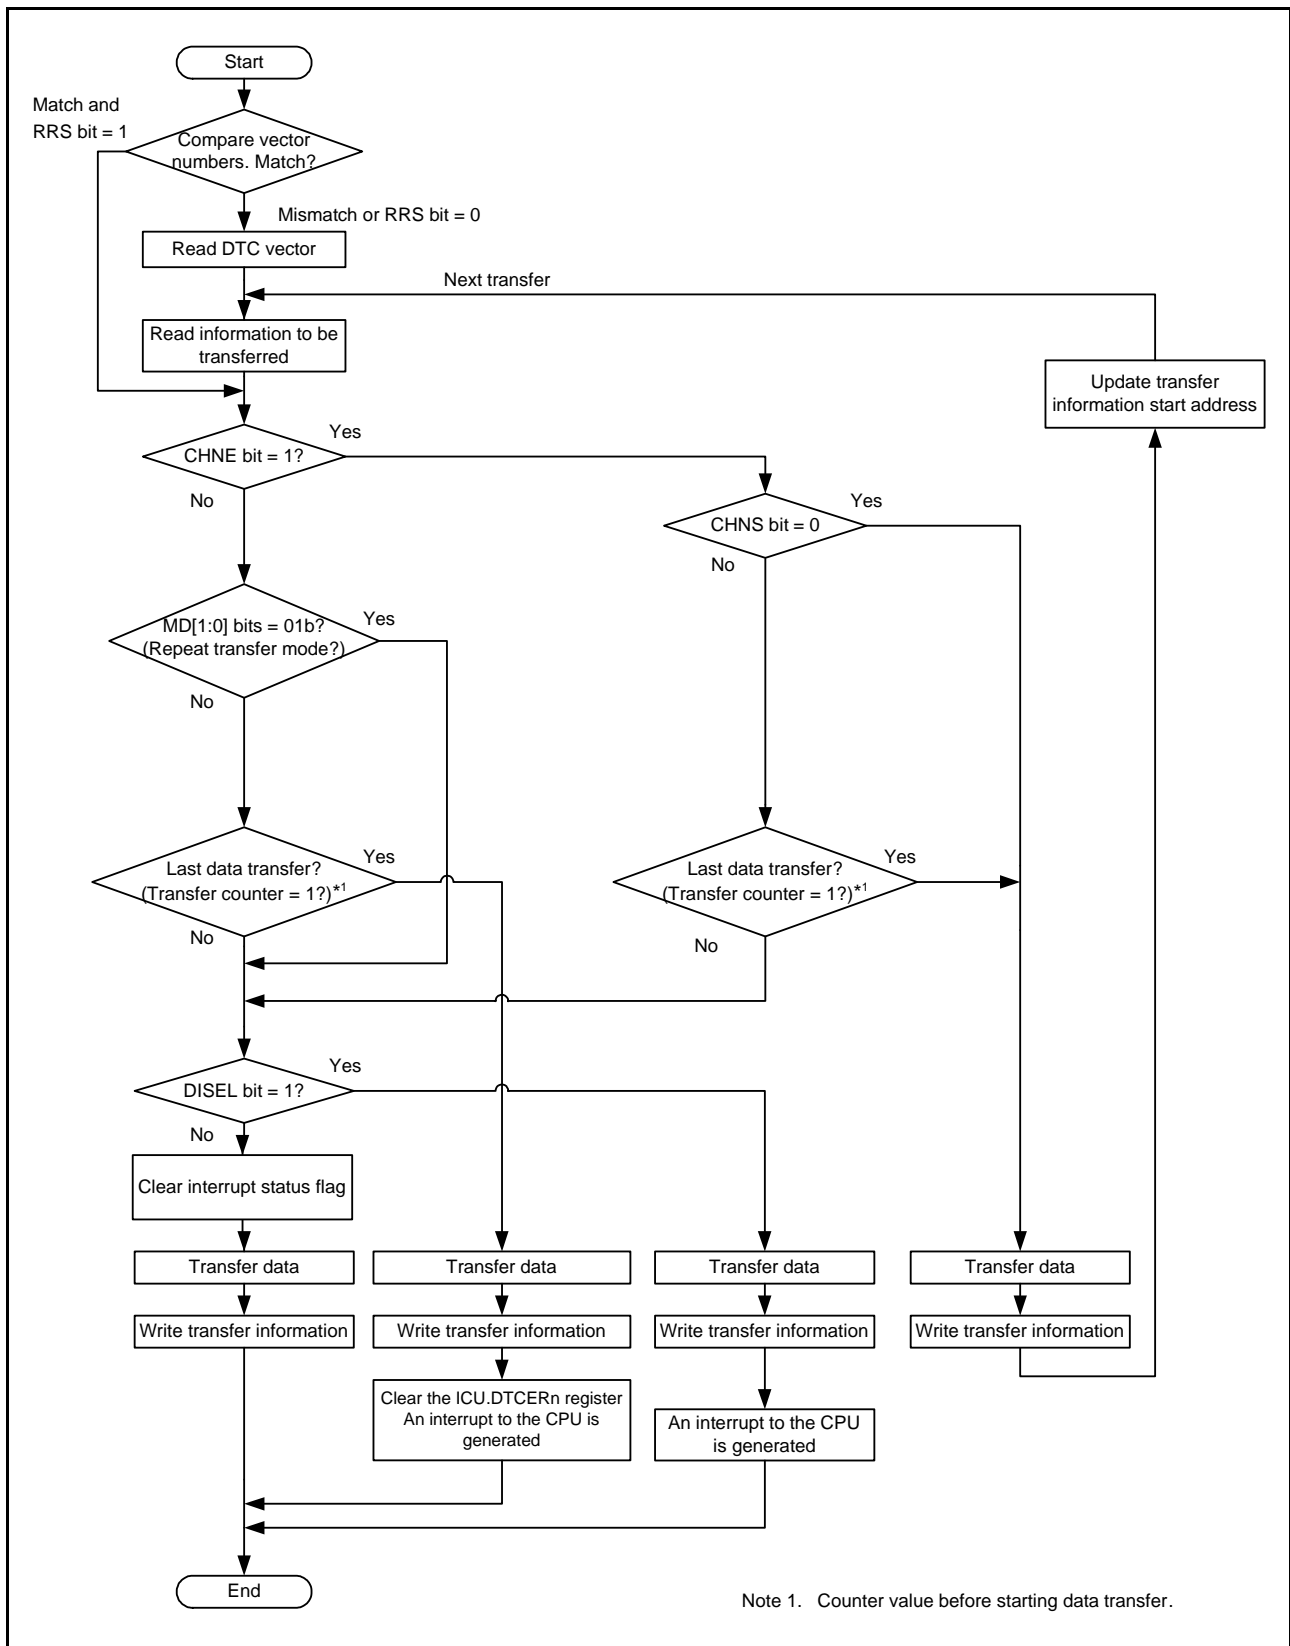 Start
Match and
RRS bit = 1
Compare vector
numbers. Match?
Mismatch or RRS bit = 0
Read DTC vector
Next transfer
Read information to be
transferred
Update transfer
information start address
Yes
CHNE bit = 1?
No
Yes
CHNS bit = 0
No
MD[1:0] bits = 01b?
(Repeat transfer mode?)
Yes
No
Last data transfer?
(Transfer counter = 1?)*1
Yes
No
Last data transfer?
(Transfer counter = 1?)*1
Yes
No
DISEL bit = 1?
Yes
No
Clear interrupt status flag
Transfer data
Transfer data
Transfer data
Transfer data
Write transfer information
Write transfer information
Write transfer information
Write transfer information
Clear the ICU.DTCERn register
An interrupt to the CPU is
generated
An interrupt to the CPU
is generated
End
Note 1. Counter value before starting data transfer.